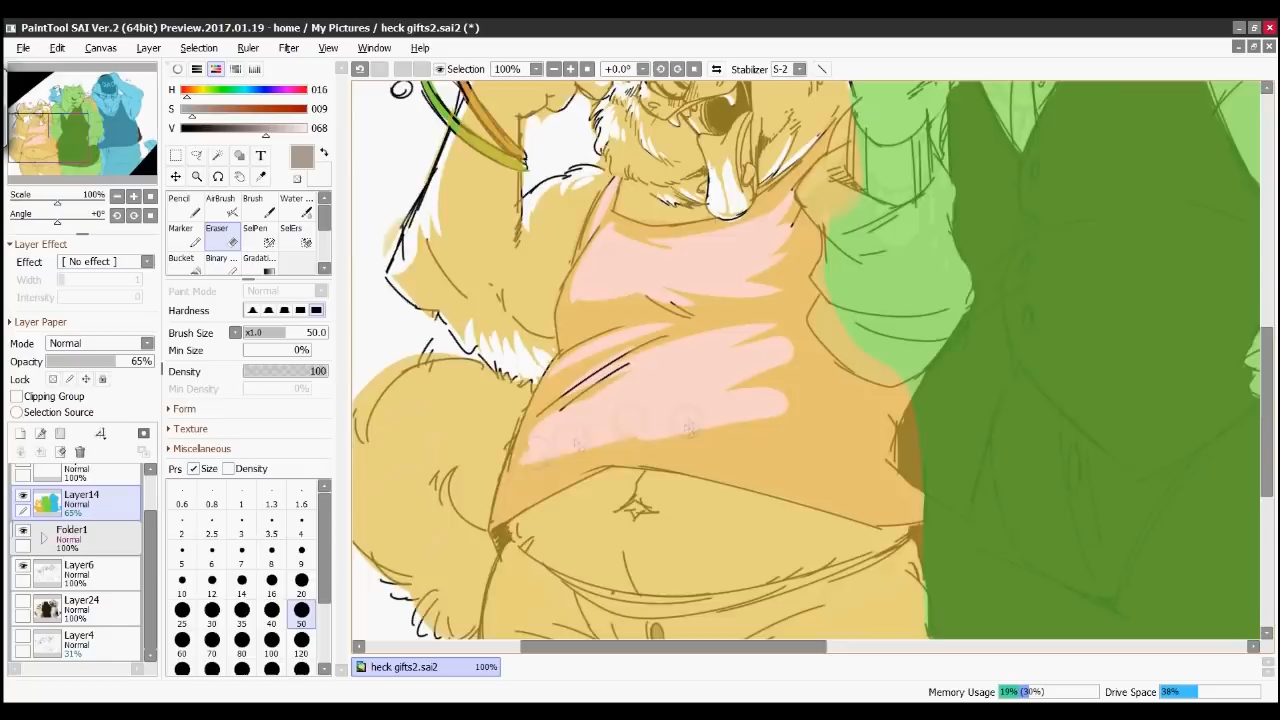 PaintTool SAI Ver.2 (64bit) Preview.2017.01.19 - home / My Pictures / heck gifts2.sai2 (*)
File Edit Canvas Layer Selection Ruler Filter View Window Help
Selection 100% +0.0° Stabilizer S-2
H 016
S 009
V 068
T
Scale 100%
Angle +0°
Layer Effect
Effect [ No effect ]
Width 1
Intensity 0
Layer Paper
Mode Normal
Opacity 65%
Lock
Clipping Group
Selection Source
Normal
100%
Layer14
Normal
65%
Folder1
Normal
100%
Layer6
Normal
100%
Layer24
Normal
100%
Layer4
Normal
31%
Pencil AirBrush Brush Water ...
Marker Eraser SelPen SelErs
Bucket Binary ... Gradati...
Paint Mode Normal
Hardness
Brush Size x1.0 50.0
Min Size 0%
Density 100
Min Density 0%
Form
Texture
Miscellaneous
Prs Size Density
0.6 0.8 1 1.3 1.6
2 2.5 3 3.5 4
5 6 7 8 9
10 12 14 16 20
25 30 35 40 50
60 70 80 100 120
heck gifts2.sai2 100%
Memory Usage 19% (30%) Drive Space 38%